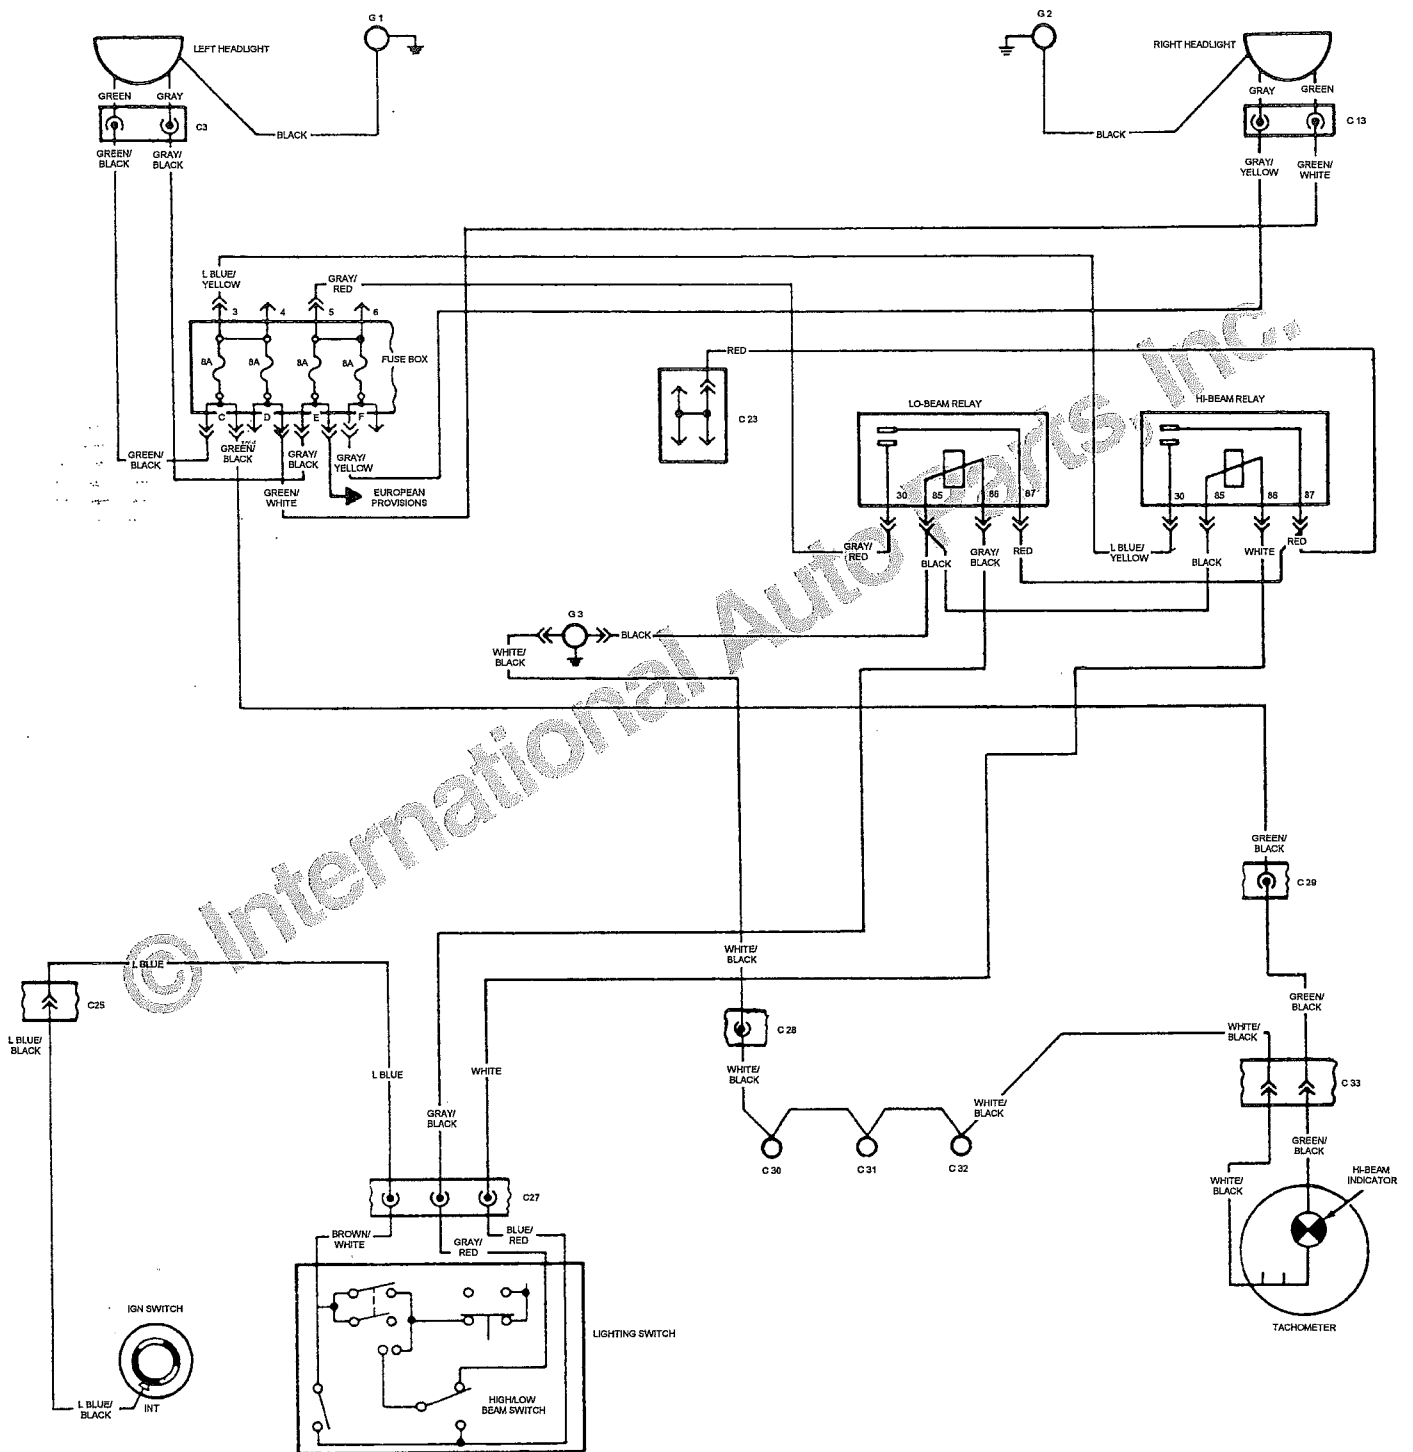 G 1
G 2
LEFT HEADLIGHT
RIGHT HEADLIGHT
GREEN
GRAY
GRAY
GREEN
C3
BLACK
BLACK
C 13
GREEN/
BLACK
GRAY/
BLACK
GRAY/
YELLOW
GREEN/
WHITE
L BLUE/
YELLOW
GRAY/
RED
3
4
5
6
8A
8A
8A
8A
FUSE BOX
C
D
E
F
RED
C 23
LO-BEAM RELAY
HI-BEAM RELAY
GREEN/
BLACK
GREEN/
BLACK
GREEN/
WHITE
GRAY/
BLACK
GRAY/
YELLOW
EUROPEAN
PROVISIONS
30
85
86
87
30
85
86
87
GRAY/
RED
BLACK
GRAY/
BLACK
RED
L BLUE/
YELLOW
BLACK
WHITE
RED
G 3
BLACK
WHITE/
BLACK
© International Auto Parts, Inc.
GREEN/
BLACK
C 29
WHITE/
BLACK
L BLUE
C25
L BLUE/
BLACK
C 28
GREEN/
BLACK
WHITE/
BLACK
L BLUE
WHITE
GRAY/
BLACK
WHITE/
BLACK
WHITE/
BLACK
C 33
C 30
C 31
C 32
GREEN/
BLACK
WHITE/
BLACK
HI-BEAM
INDICATOR
C27
BROWN/
WHITE
GRAY/
RED
BLUE/
RED
IGN SWITCH
LIGHTING SWITCH
TACHOMETER
HIGH/LOW
BEAM SWITCH
L BLUE/
BLACK
INT